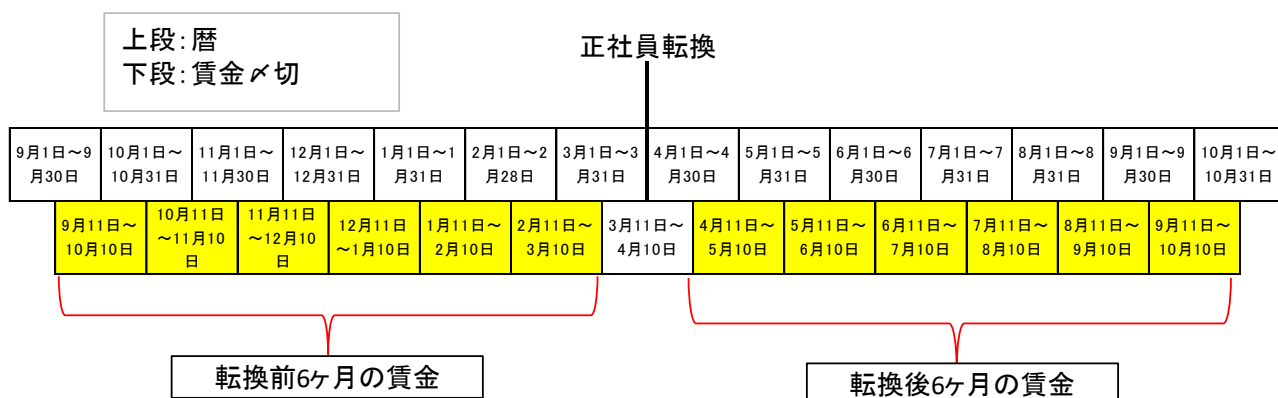 上段：暦
下段：賃金〆切
正社員転換
9月1日～9
月30日
10月1日～
10月31日
11月1日～
11月30日
12月1日～
12月31日
1月1日～1
月31日
2月1日～2
月28日
3月1日～3
月31日
4月1日～4
月30日
5月1日～5
月31日
6月1日～6
月30日
7月1日～7
月31日
8月1日～8
月31日
9月1日～9
月30日
10月1日～
10月31日
9月11日～
10月10日
10月11日
～11月10
日
11月11日
～12月10
日
12月11日
～1月10日
1月11日～
2月10日
2月11日～
3月10日
3月11日～
4月10日
4月11日～
5月10日
5月11日～
6月10日
6月11日～
7月10日
7月11日～
8月10日
8月11日～
9月10日
9月11日～
10月10日
転換前6ヶ月の賃金
転換後6ヶ月の賃金